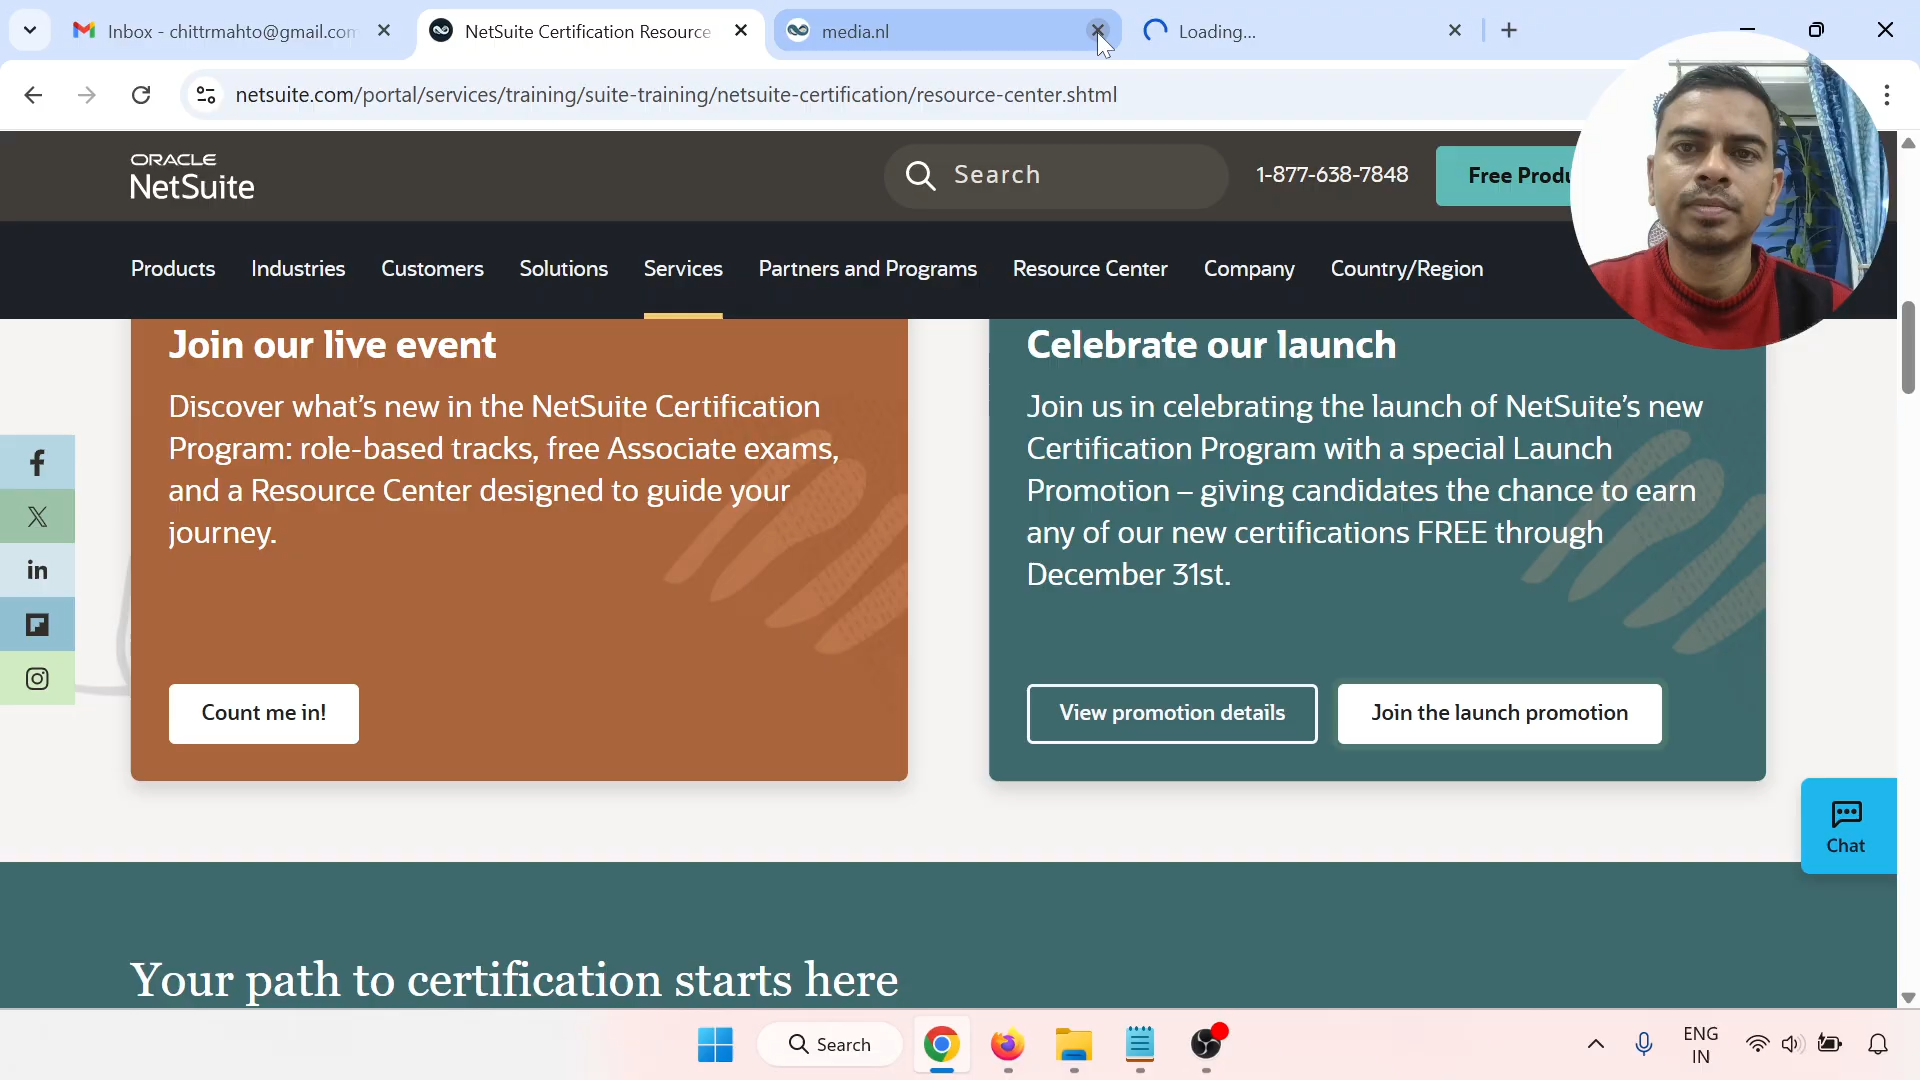 Inbox - chittrmahto@gmail.com
NetSuite Certification Resource
media.nl
Loading...
netsuite.com/portal/services/training/suite-training/netsuite-certification/resource-center.shtml
ORACLE
NetSuite
Search
1-877-638-7848
Free Produ
Products
Industries
Customers
Solutions
Services
Partners and Programs
Resource Center
Company
Country/Region
Join our live event
Discover what's new in the NetSuite Certification
Program: role-based tracks, free Associate exams,
and a Resource Center designed to guide your
journey.
Count me in!
Celebrate our launch
Join us in celebrating the launch of NetSuite's new
Certification Program with a special Launch
Promotion – giving candidates the chance to earn
any of our new certifications FREE through
December 31st.
View promotion details
Join the launch promotion
Chat
Your path to certification starts here
Search
ENG
IN